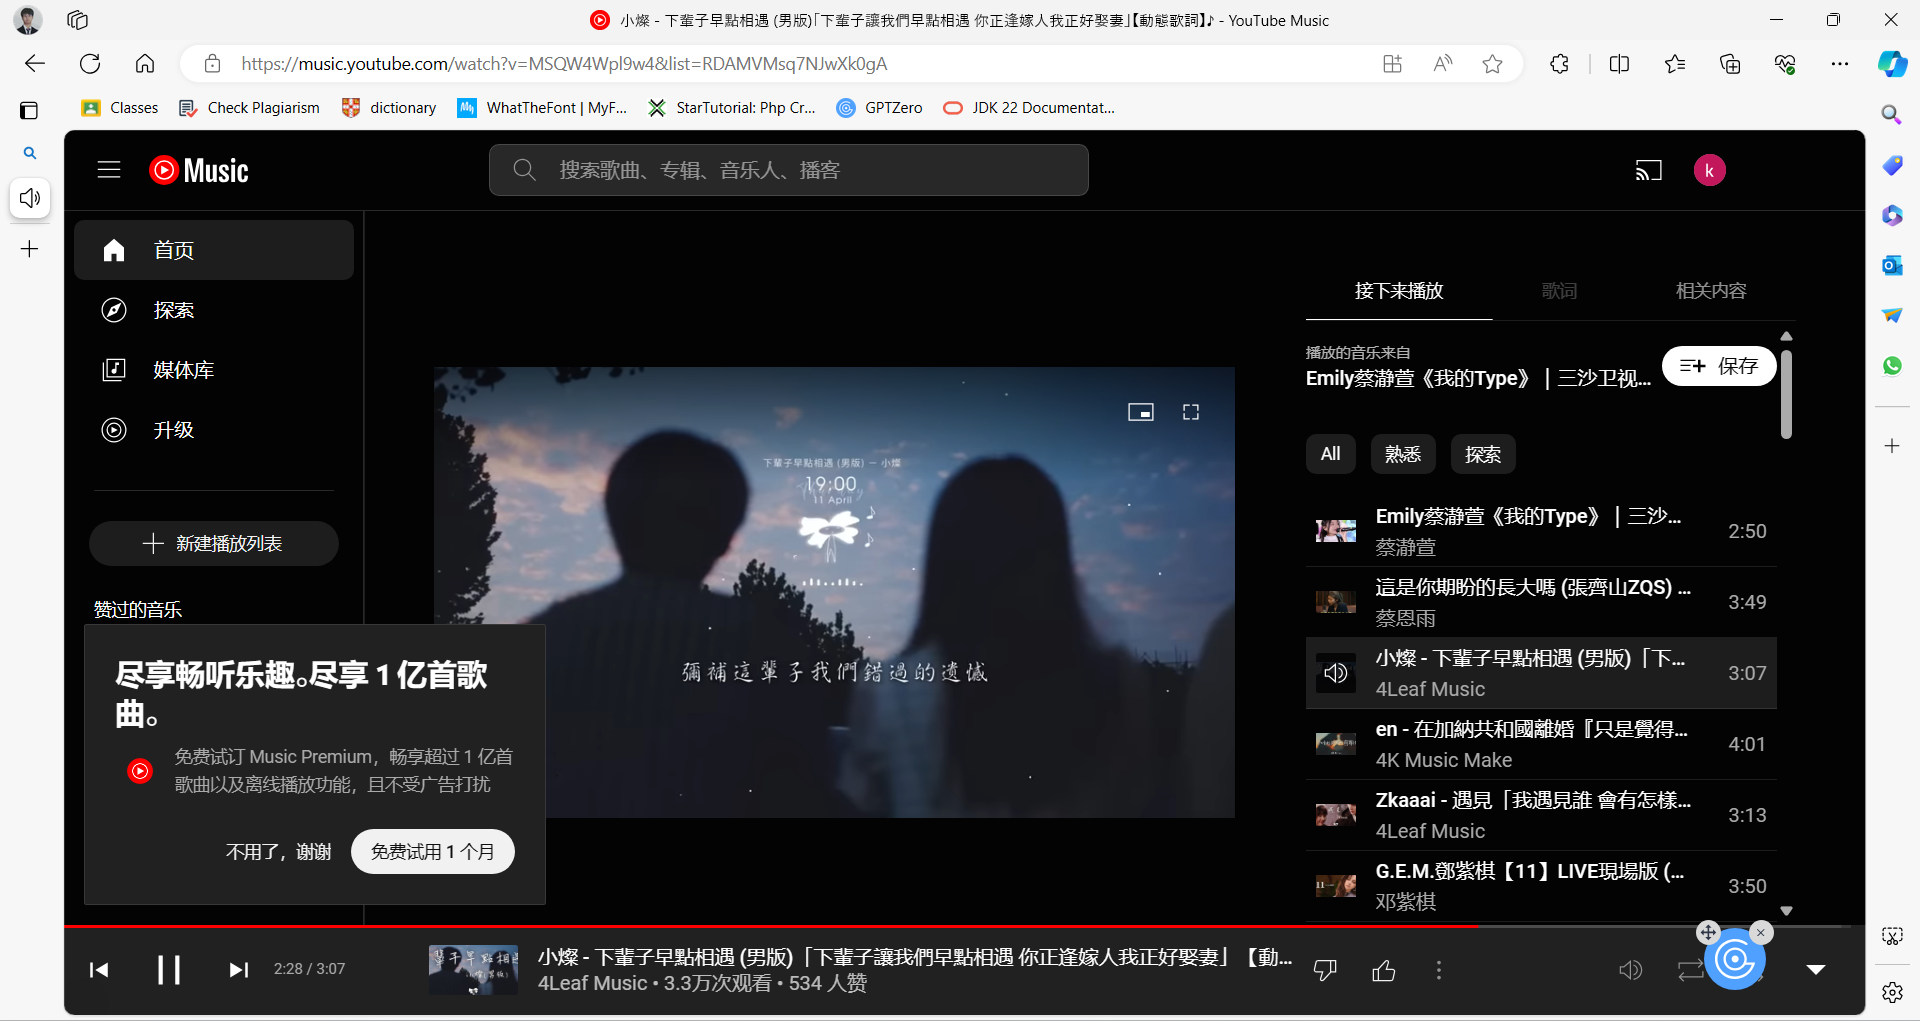 小燦 - 下輩子早點相遇 (男版)「下輩子讓我們早點相遇 你正逢嫁人我正好娶妻」【動態歌詞】♪ - YouTube Music
https://music.youtube.com/watch?v=MSQW4Wpl9w4&list=RDAMVMsq7NJwXk0gA
Classes
Check Plagiarism
dictionary
WhatTheFont | MyF...
StarTutorial: Php Cr...
GPTZero
JDK 22 Documentat...
Music
搜索歌曲、专辑、音乐人、播客
k
首页
探索
媒体库
升级
新建播放列表
赞过的音乐
尽享畅听乐趣。尽享 1 亿首歌
曲。
免费试订 Music Premium，畅享超过 1 亿首
歌曲以及离线播放功能，且不受广告打扰
不用了，谢谢
免费试用 1 个月
下輩子早點相遇 (男版) － 小燦
19:00
11 April
彌補這輩子我們錯過的遺憾
接下来播放
歌词
相关内容
播放的音乐来自
Emily蔡瀞萱《我的Type》｜三沙卫视...
保存
All
熟悉
探索
Emily蔡瀞萱《我的Type》｜三沙...
蔡瀞萱
2:50
這是你期盼的長大嗎 (張齊山ZQS) ...
蔡恩雨
3:49
小燦 - 下輩子早點相遇 (男版)「下...
4Leaf Music
3:07
en - 在加納共和國離婚『只是覺得...
4K Music Make
4:01
Zkaaai - 遇見「我遇見誰 會有怎樣...
4Leaf Music
3:13
G.E.M.鄧紫棋【11】LIVE現場版 (...
邓紫棋
3:50
2:28 / 3:07
小燦 - 下輩子早點相遇 (男版)「下輩子讓我們早點相遇 你正逢嫁人我正好娶妻」【動...
4Leaf Music • 3.3万次观看 • 534 人赞